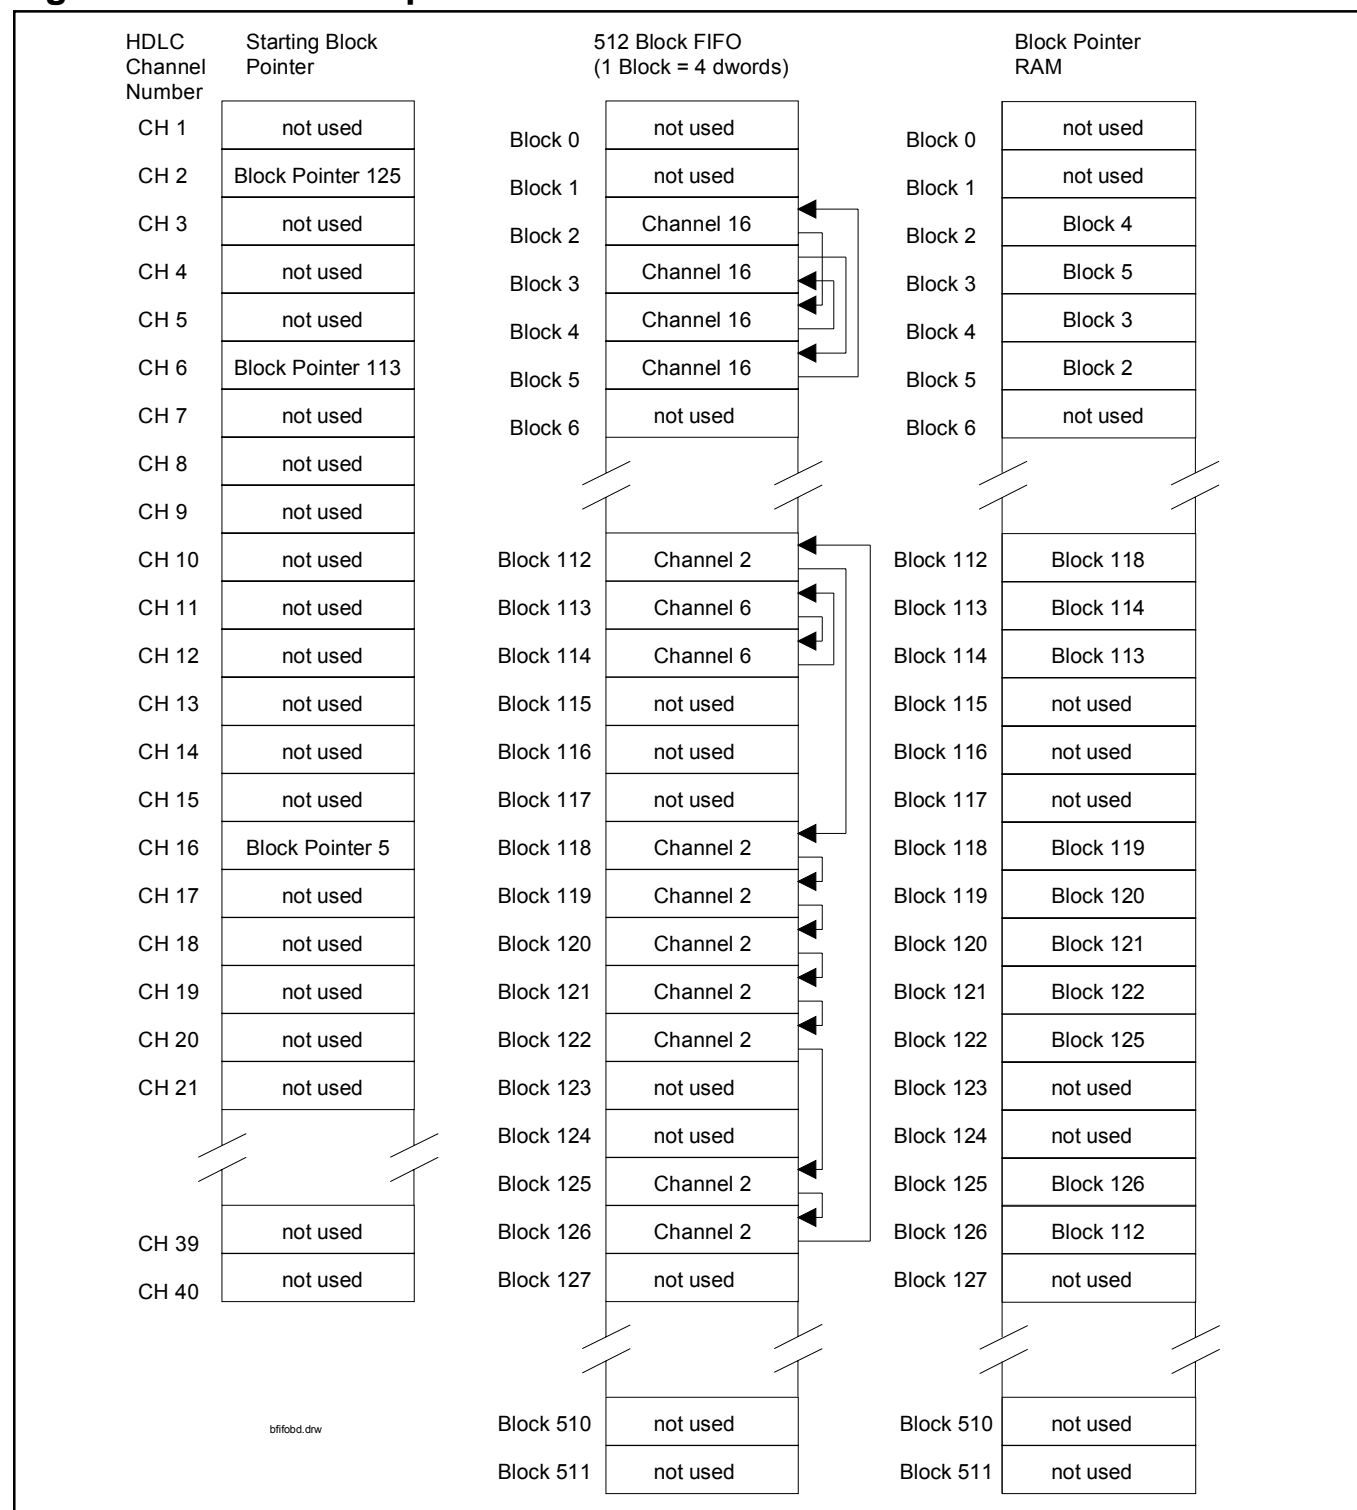 HDLC Channel Number
Starting Block Pointer
512 Block FIFO
(1 Block = 4 dwords)
Block Pointer RAM
CH 1 not used Block 0 not used Block 0 not used
CH 2 Block Pointer 125 Block 1 not used Block 1 not used
CH 3 not used Block 2 Channel 16 Block 2 Block 4
CH 4 not used Block 3 Channel 16 Block 3 Block 5
CH 5 not used Block 4 Channel 16 Block 4 Block 3
CH 6 Block Pointer 113 Block 5 Channel 16 Block 5 Block 2
CH 7 not used Block 6 not used Block 6 not used
CH 8 not used
CH 9 not used
CH 10 not used Block 112 Channel 2 Block 112 Block 118
CH 11 not used Block 113 Channel 6 Block 113 Block 114
CH 12 not used Block 114 Channel 6 Block 114 Block 113
CH 13 not used Block 115 not used Block 115 not used
CH 14 not used Block 116 not used Block 116 not used
CH 15 not used Block 117 not used Block 117 not used
CH 16 Block Pointer 5 Block 118 Channel 2 Block 118 Block 119
CH 17 not used Block 119 Channel 2 Block 119 Block 120
CH 18 not used Block 120 Channel 2 Block 120 Block 121
CH 19 not used Block 121 Channel 2 Block 121 Block 122
CH 20 not used Block 122 Channel 2 Block 122 Block 125
CH 21 not used Block 123 not used Block 123 not used
Block 124 not used Block 124 not used
Block 125 Channel 2 Block 125 Block 126
CH 39 not used Block 126 Channel 2 Block 126 Block 112
CH 40 not used Block 127 not used Block 127 not used
bfifobd.drw Block 510 not used Block 510 not used
Block 511 not used Block 511 not used